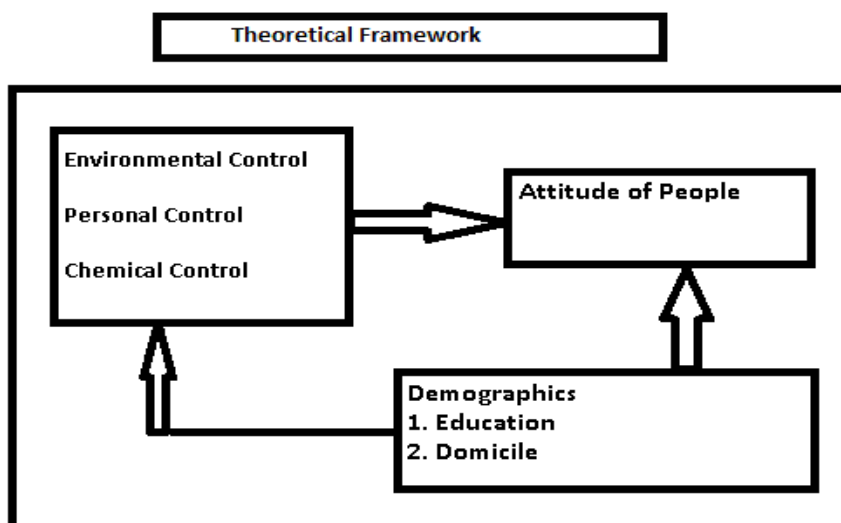 Theoretical Framework
Environmental Control
Personal Control
Chemical Control
Attitude of People
Demographics
1. Education
2. Domicile